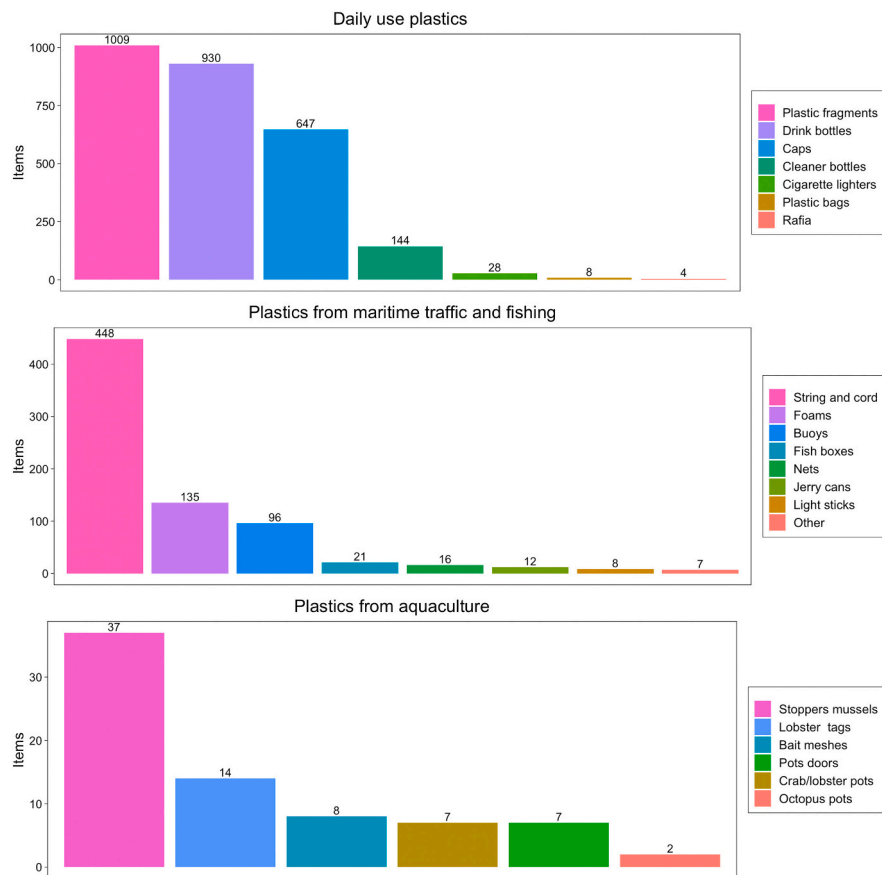 Daily use plastics
1009
1000
930
750
647
500
250
144
28
8
4
0
Items
Plastic fragments
Drink bottles
Caps
Cleaner bottles
Cigarette lighters
Plastic bags
Rafia
Plastics from maritime traffic and fishing
448
400
300
200
135
100
96
21
16
12
8
7
0
Items
String and cord
Foams
Buoys
Fish boxes
Nets
Jerry cans
Light sticks
Other
Plastics from aquaculture
37
30
20
14
10
8
7
7
2
0
Items
Stoppers mussels
Lobster tags
Bait meshes
Pots doors
Crab/lobster pots
Octopus pots